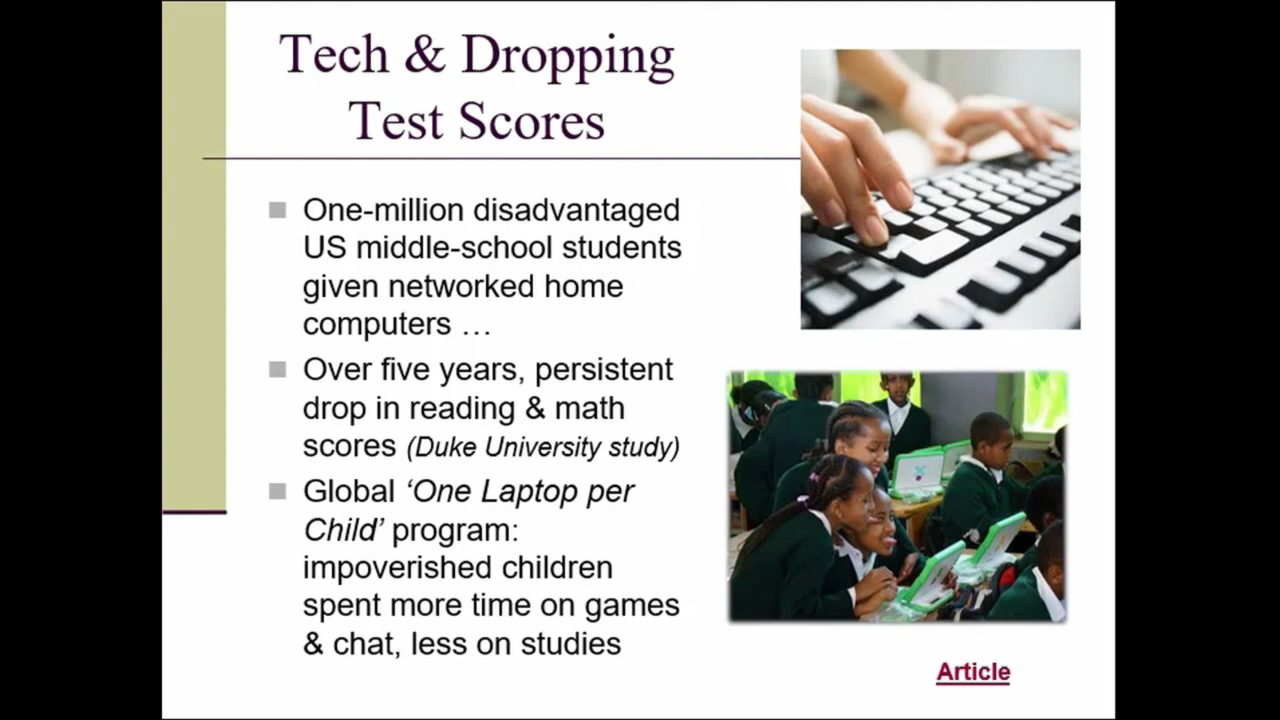 Tech & Dropping
Test Scores
One-million disadvantaged
US middle-school students
given networked home
computers …
Over five years, persistent
drop in reading & math
scores (Duke University study)
Global ‘One Laptop per
Child’ program:
impoverished children
spent more time on games
& chat, less on studies
Article